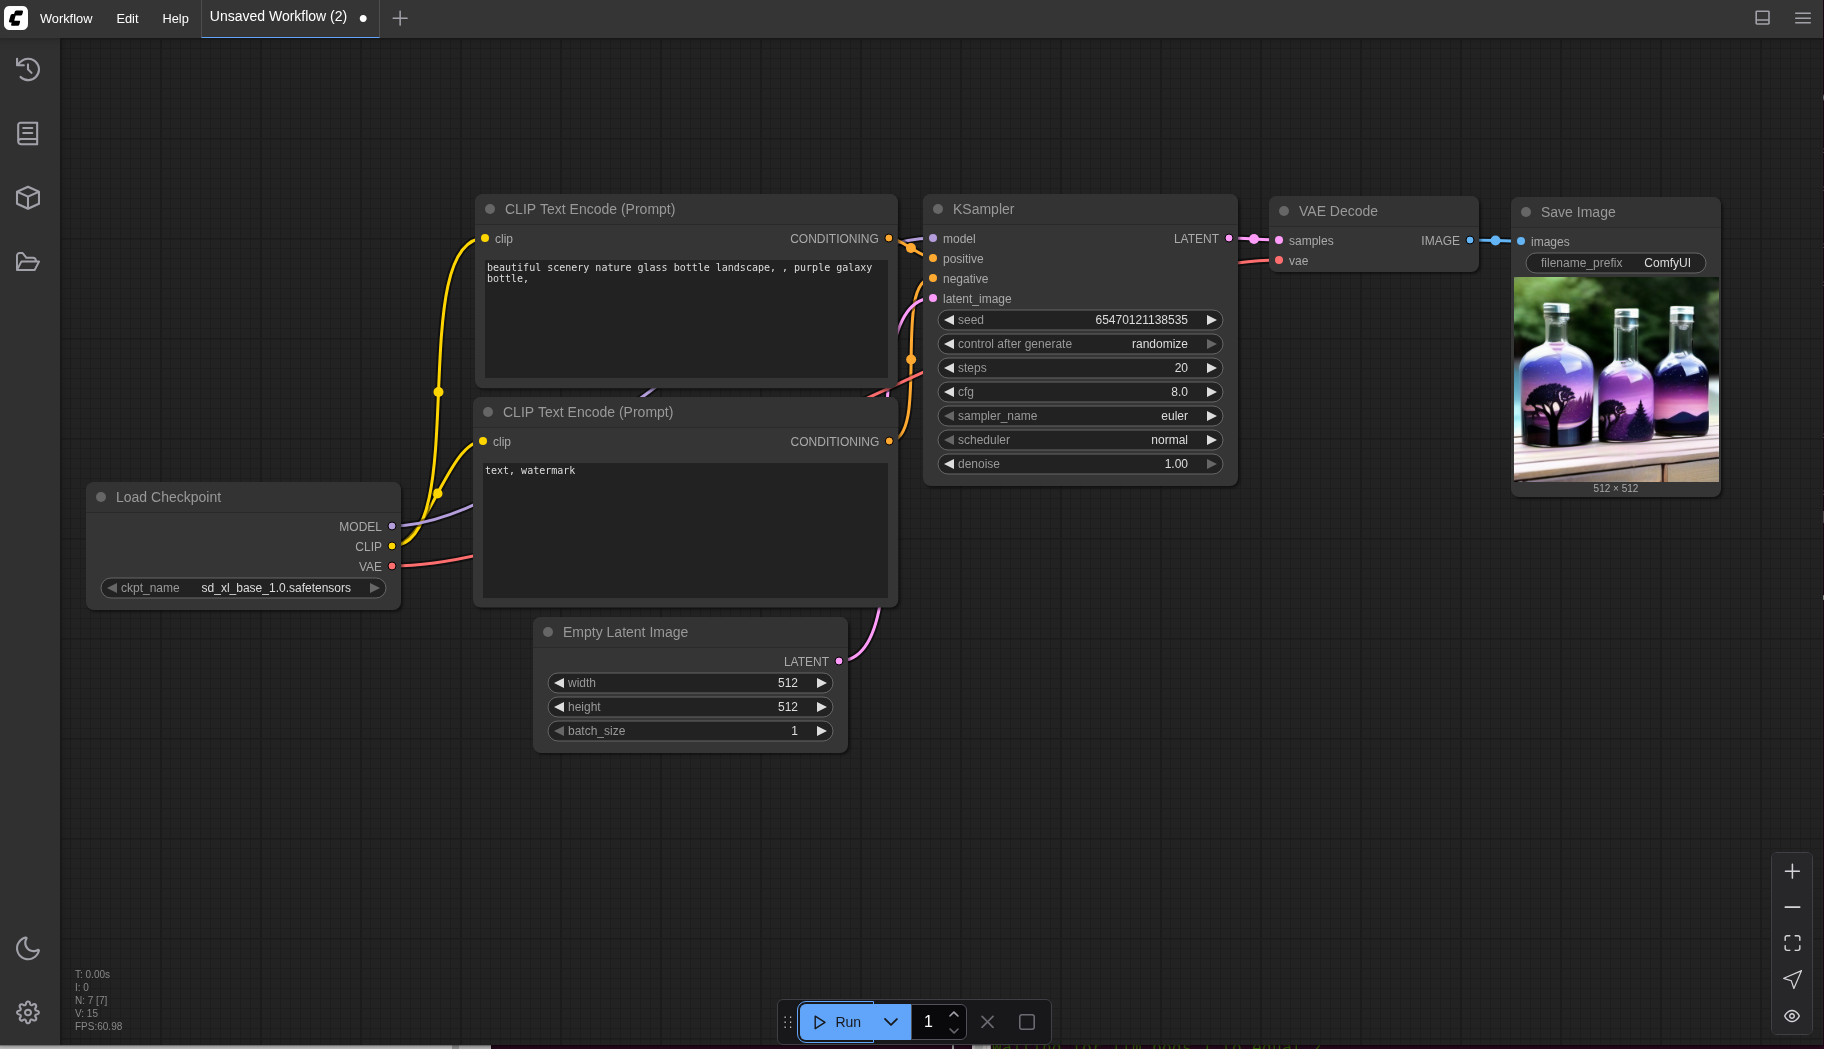 Workflow
Edit
Help
Unsaved Workflow (2)
CLIP Text Encode (Prompt)
clip
CONDITIONING
beautiful scenery nature glass bottle landscape, , purple galaxy
bottle,
CLIP Text Encode (Prompt)
clip
CONDITIONING
text, watermark
Load Checkpoint
MODEL
CLIP
VAE
ckpt_name sd_xl_base_1.0.safetensors
Empty Latent Image
LATENT
width 512
height 512
batch_size 1
KSampler
model LATENT
positive
negative
latent_image
seed 65470121138535
control after generate randomize
steps 20
cfg 8.0
sampler_name euler
scheduler normal
denoise 1.00
VAE Decode
samples IMAGE
vae
Save Image
images
filename_prefix ComfyUI
512 × 512
T: 0.00s
I: 0
N: 7 [7]
V: 15
FPS:60.98
Run
1